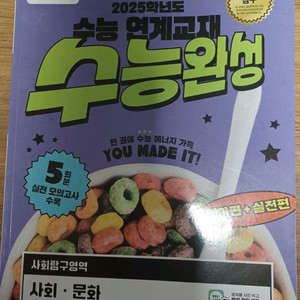 2025학년도
수능 연계교재
수능완성
한 권에 수능 에너지 가득
YOU MADE IT!
5회분
실전 모의고사
수록
편 + 실전편
사회탐구영역
사회·문화